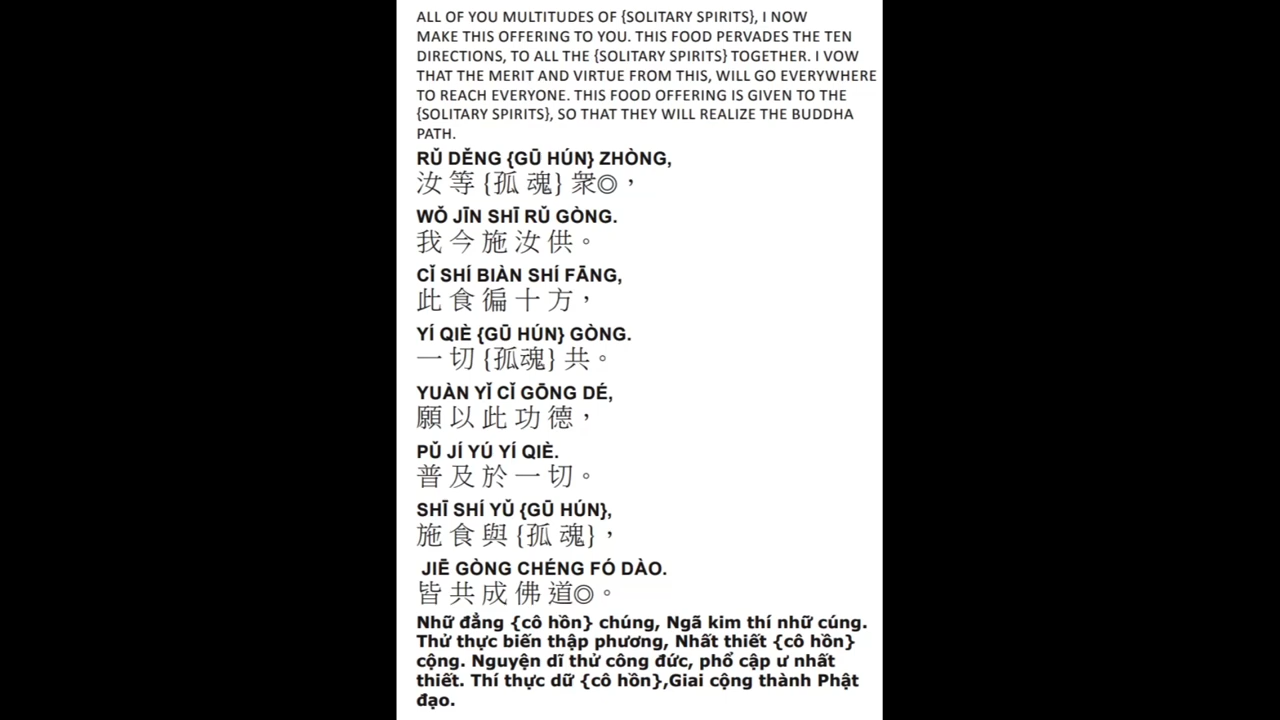 ALL OF YOU MULTITUDES OF {SOLITARY SPIRITS}, I NOW
MAKE THIS OFFERING TO YOU. THIS FOOD PERVADES THE TEN
DIRECTIONS, TO ALL THE {SOLITARY SPIRITS} TOGETHER. I VOW
THAT THE MERIT AND VIRTUE FROM THIS, WILL GO EVERYWHERE
TO REACH EVERYONE. THIS FOOD OFFERING IS GIVEN TO THE
{SOLITARY SPIRITS}, SO THAT THEY WILL REALIZE THE BUDDHA
PATH.
RǓ DĚNG {GŪ HÚN} ZHÒNG,
汝 等 {孤 魂} 衆◎，
WǑ JĪN SHĪ RǓ GÒNG.
我 今 施 汝 供。
CǏ SHÍ BIÀN SHÍ FĀNG,
此 食 徧 十 方，
YÍ QIÈ {GŪ HÚN} GÒNG.
一 切 {孤魂} 共。
YUÀN YǏ CǏ GŌNG DÉ,
願 以 此 功 德，
PǓ JÍ YÚ YÍ QIÈ.
普 及 於 一 切。
SHĪ SHÍ YǓ {GŪ HÚN},
施 食 與 {孤 魂}，
JIĒ GÒNG CHÉNG FÓ DÀO.
皆 共 成 佛 道◎。
Nhữ đẳng {cô hồn} chúng, Ngã kim thí nhữ cúng.
Thử thực biến thập phương, Nhất thiết {cô hồn}
cộng. Nguyện dĩ thử công đức, phổ cập ư nhất
thiết. Thí thực dữ {cô hồn},Giai cộng thành Phật
đạo.